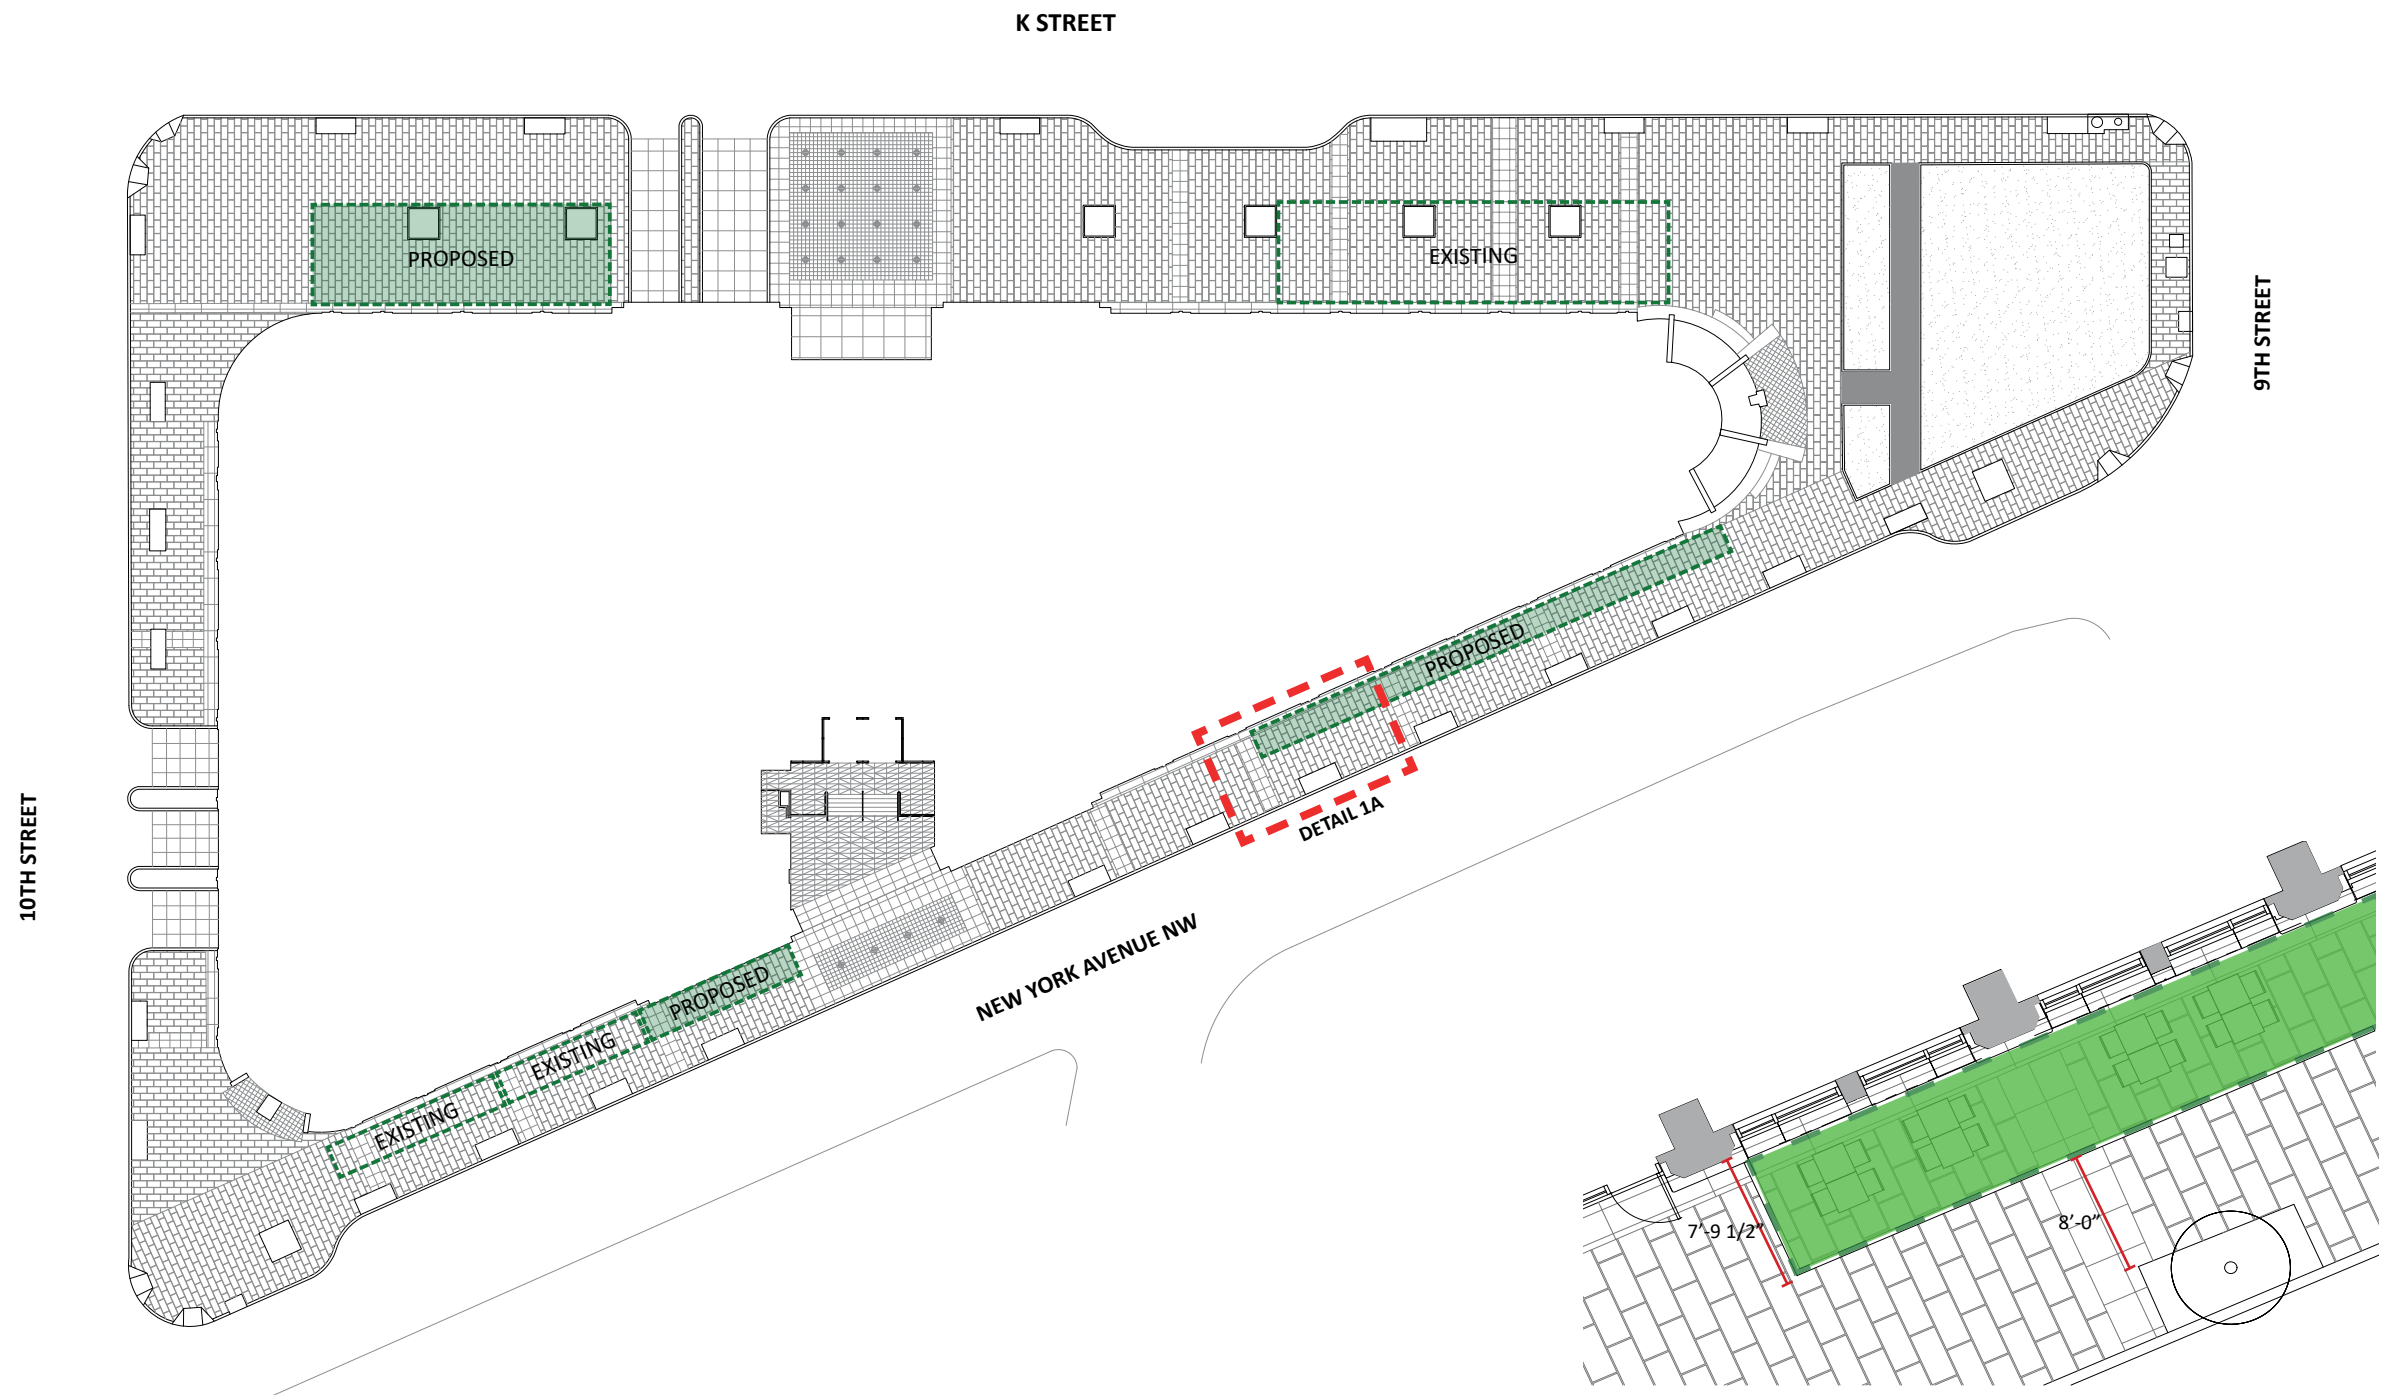 K STREET
PROPOSED
EXISTING
9TH STREET
PROPOSED
DETAIL 1A
10TH STREET
NEW YORK AVENUE NW
PROPOSED
EXISTING
EXISTING
7’-9 1/2”
8’-0”